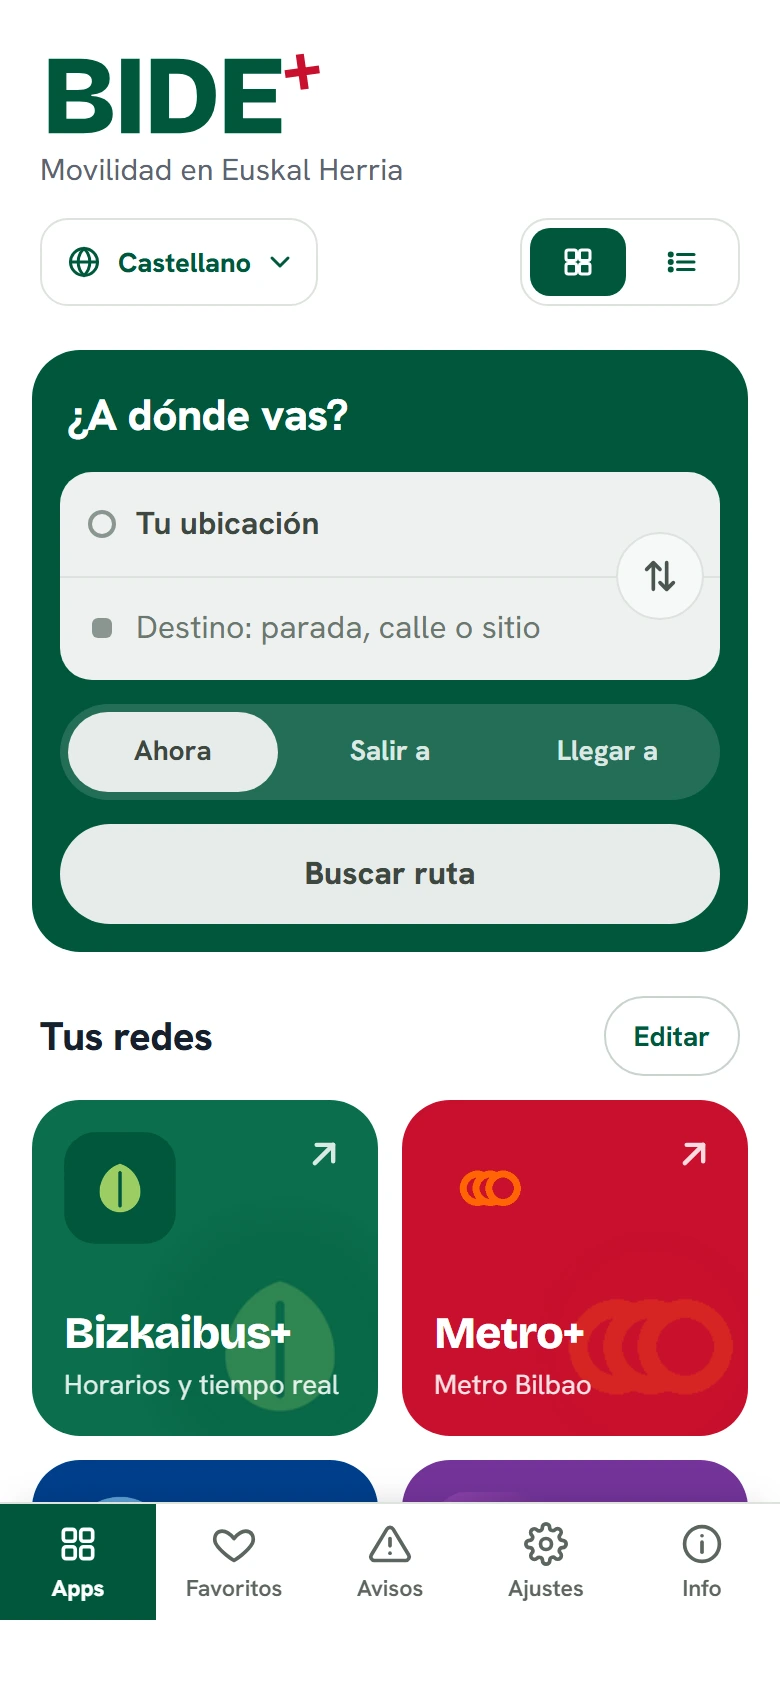 BIDE+
Movilidad en Euskal Herria
Castellano
¿A dónde vas?
Tu ubicación
Destino: parada, calle o sitio
Ahora
Salir a
Llegar a
Buscar ruta
Tus redes
Editar
Bizkaibus+
Horarios y tiempo real
Metro+
Metro Bilbao
Apps
Favoritos
Avisos
Ajustes
Info